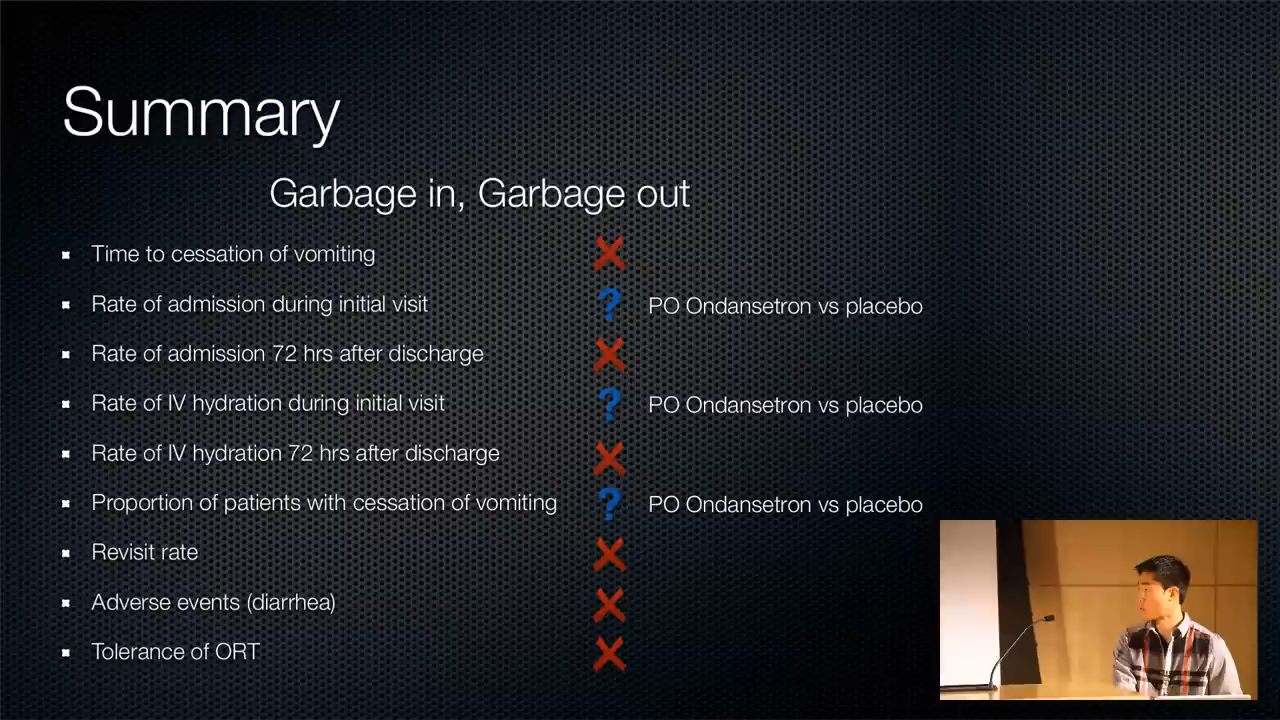 Summary
Garbage in, Garbage out
Time to cessation of vomiting
Rate of admission during initial visit ? PO Ondansetron vs placebo
Rate of admission 72 hrs after discharge
Rate of IV hydration during initial visit ? PO Ondansetron vs placebo
Rate of IV hydration 72 hrs after discharge
Proportion of patients with cessation of vomiting ? PO Ondansetron vs placebo
Revisit rate
Adverse events (diarrhea)
Tolerance of ORT